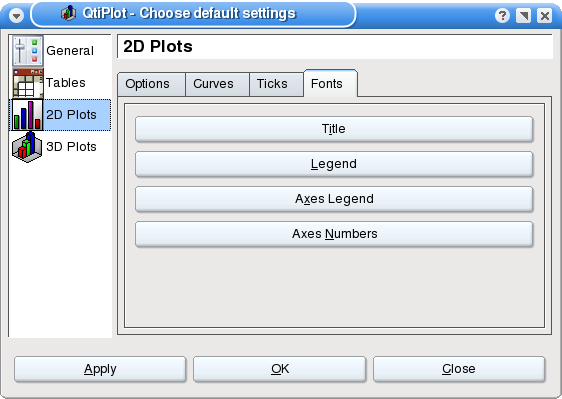 QtiPlot - Choose default settings
General
Tables
2D Plots
3D Plots
2D Plots
Options Curves Ticks Fonts
Title
Legend
Axes Legend
Axes Numbers
Apply OK Close